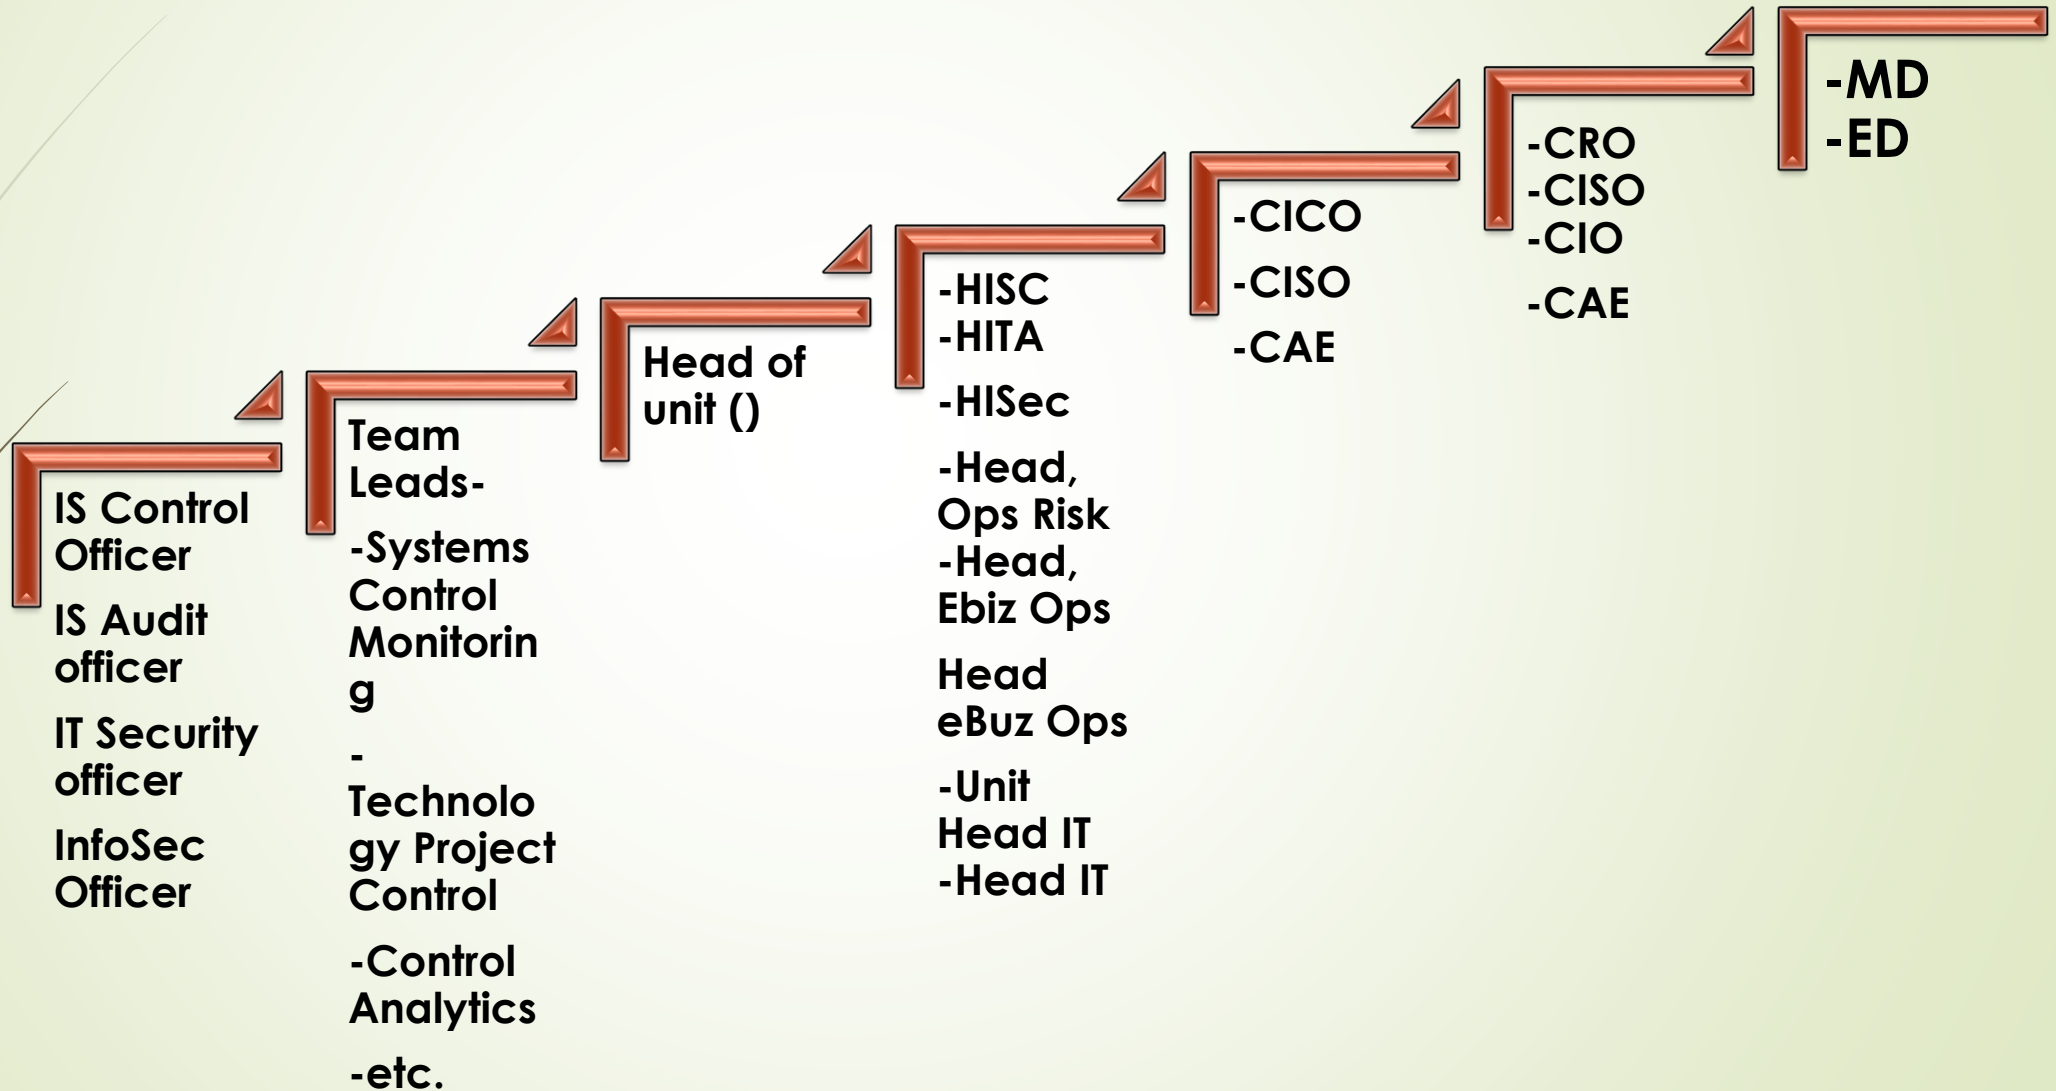 IS Control
Officer
IS Audit
officer
IT Security
officer
InfoSec
Officer
Team
Leads-
-Systems
Control
Monitorin
g
-
Technolo
gy Project
Control
-Control
Analytics
-etc.
Head of
unit ()
-HISC
-HITA
-HISec
-Head,
Ops Risk
-Head,
Ebiz Ops
Head
eBuz Ops
-Unit
Head IT
-Head IT
-CICO
-CISO
-CAE
-CRO
-CISO
-CIO
-CAE
-MD
-ED